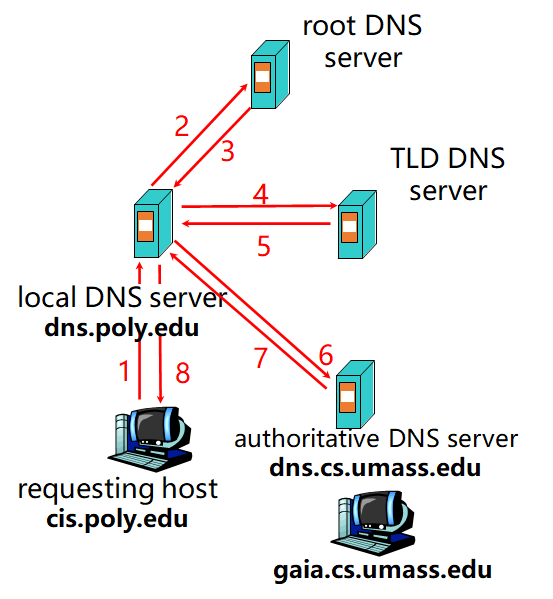 root DNS
server
2
3
TLD DNS
server
4
5
local DNS server
dns.poly.edu
6
7
1
8
authoritative DNS server
dns.cs.umass.edu
requesting host
cis.poly.edu
gaia.cs.umass.edu